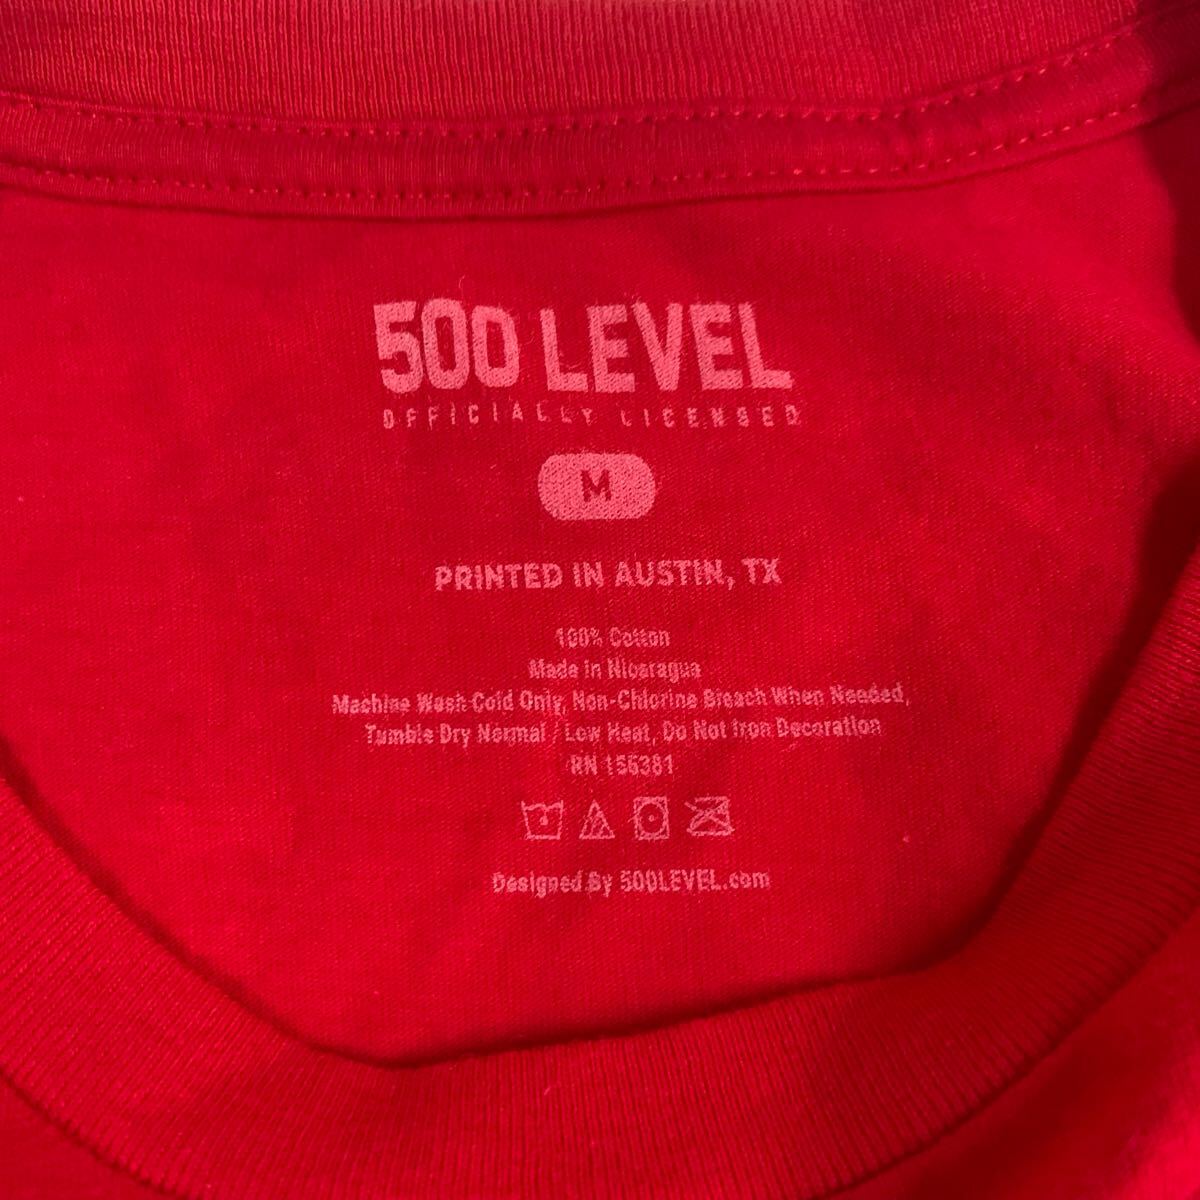 500 LEVEL
OFFICIALLY LICENSED
M
PRINTED IN AUSTIN, TX
100% Cotton
Made in Nicaragua
Machine Wash Cold Only, Non-Chlorine Breach When Needed,
Tumble Dry Normal / Low Heat, Do Not Iron Decoration
RN 156381
Designed By 500LEVEL.com